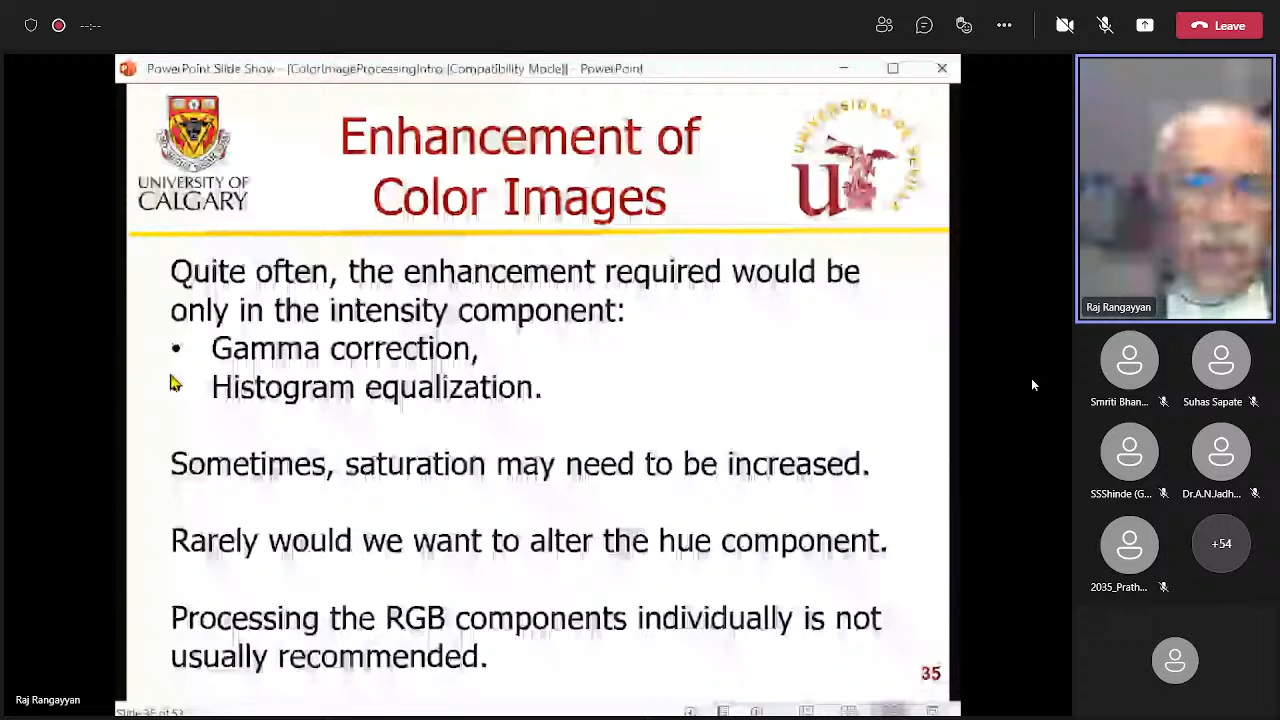 --:--
Leave
PowerPoint Slide Show - [ColorImageProcessingIntro [Compatibility Mode]] - PowerPoint
UNIVERSITY OF
CALGARY
UNIVERSIDAD DE SEVILLA
Enhancement of
Color Images
Quite often, the enhancement required would be
only in the intensity component:
• Gamma correction,
• Histogram equalization.
Sometimes, saturation may need to be increased.
Rarely would we want to alter the hue component.
Processing the RGB components individually is not
usually recommended.
35
Raj Rangayyan
Raj Rangayyan
Smriti Bhan...
Suhas Sapate
SSShinde (G...
Dr.A.N.Jadh...
2035_Prath...
+54